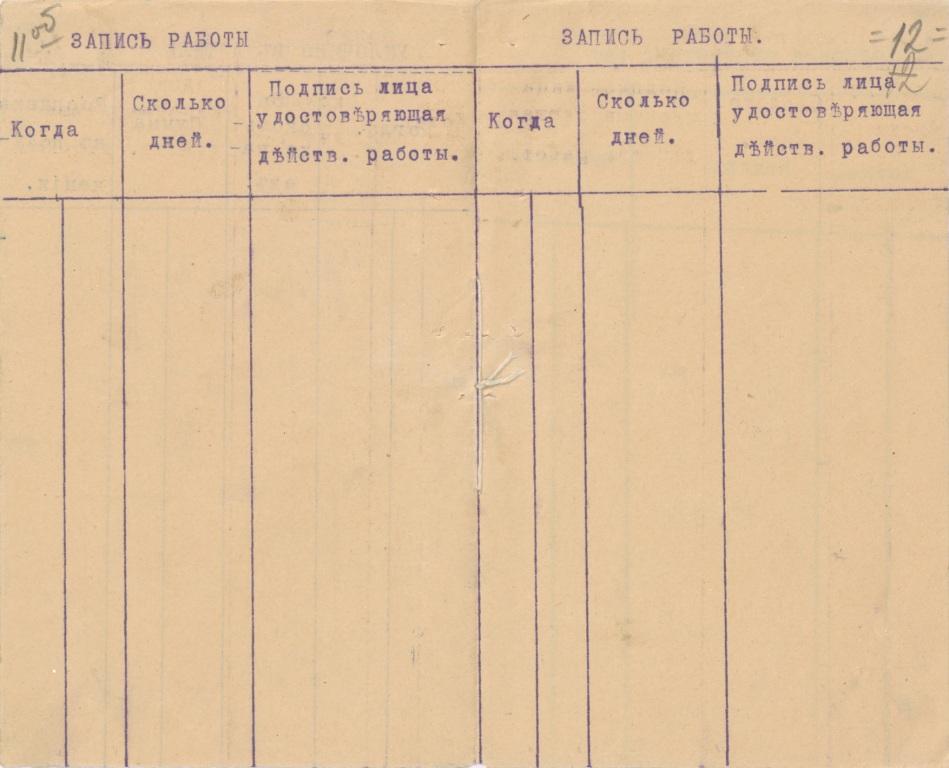 11об
ЗАПИСЬ РАБОТЫ
Когда
Сколько
дней.
Подпись лица
удостовѣряющая
дѣйств. работы.
=12=
12
ЗАПИСЬ РАБОТЫ.
Когда
Сколько
дней.
Подпись лица
удостовѣряющая
дѣйств. работы.